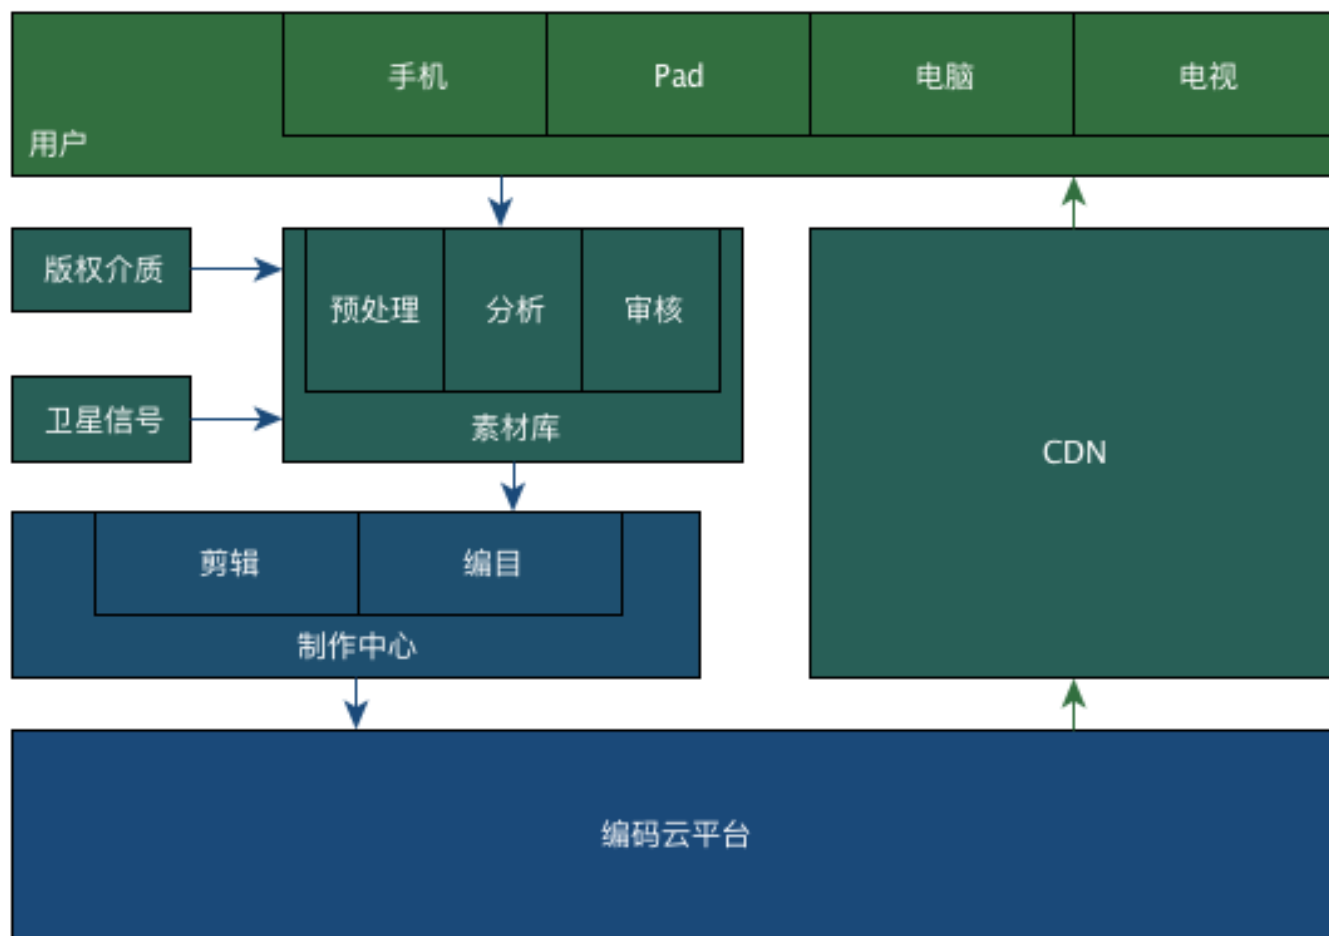 手机
Pad
电脑
电视
用户
版权介质
预处理
分析
审核
卫星信号
素材库
CDN
剪辑
编目
制作中心
编码云平台